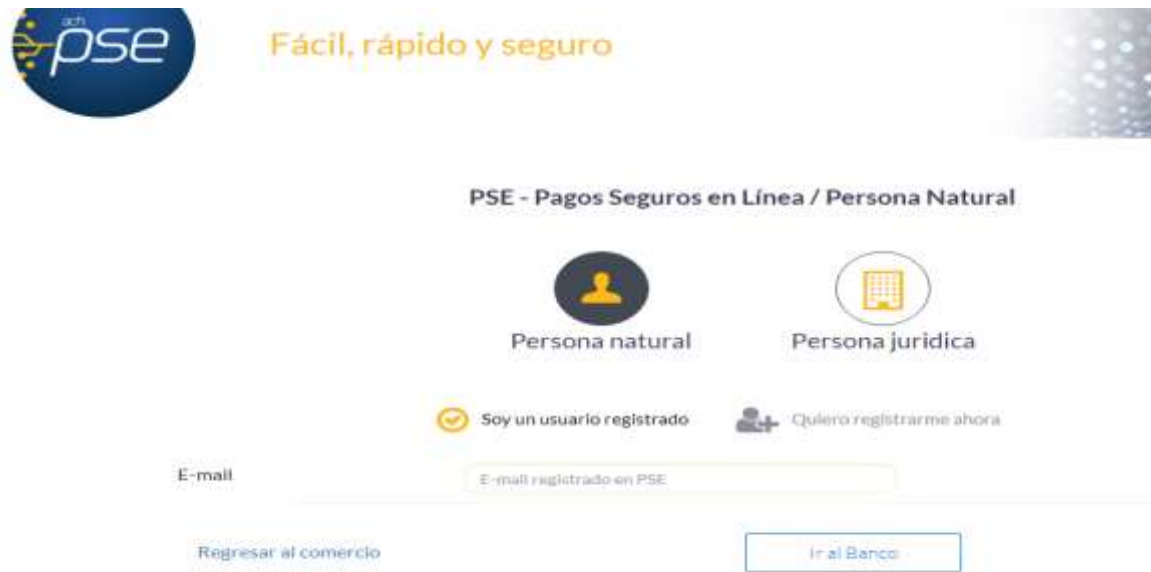 ach
pse
Fácil, rápido y seguro
PSE - Pagos Seguros en Línea / Persona Natural
Persona natural
Persona juridica
Soy un usuario registrado
Quiero registrarme ahora
E-mail
E-mail registrado en PSE
Regresar al comercio
Ir al Banco